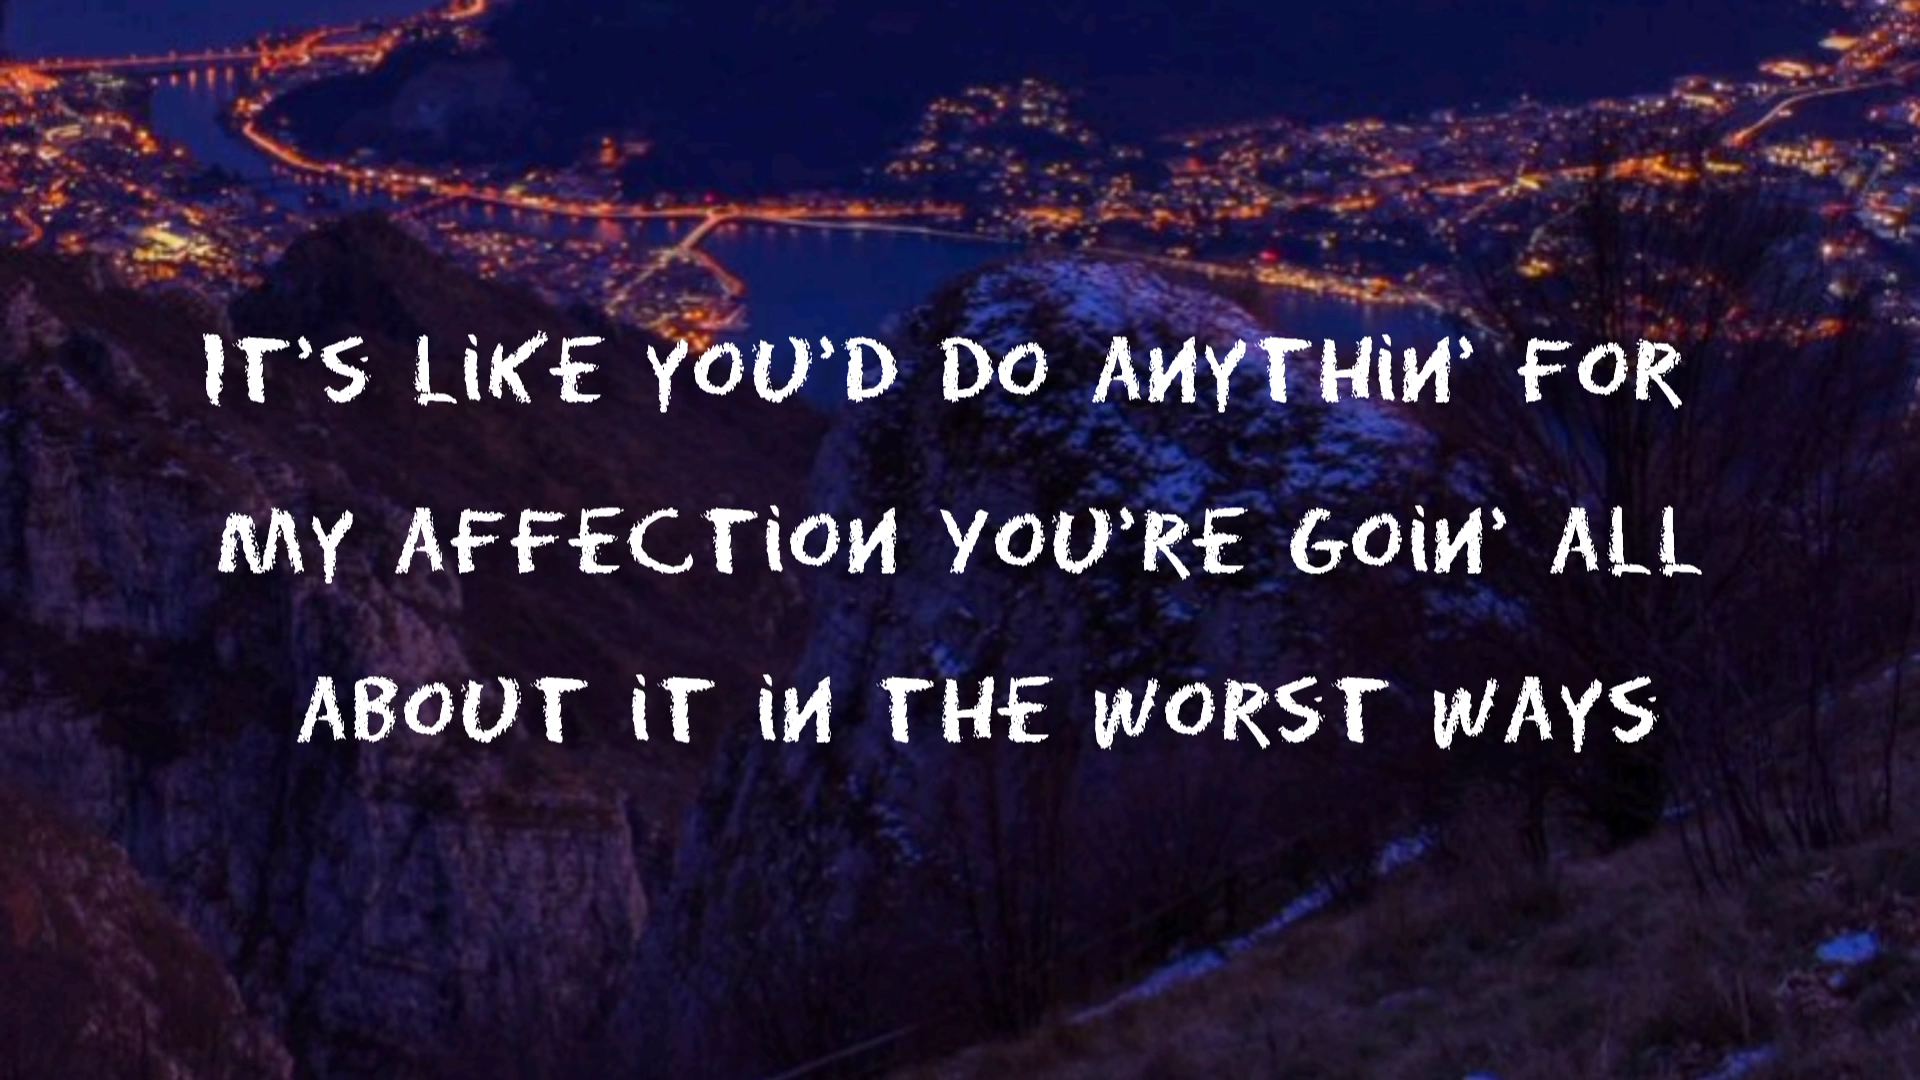 IT'S LIKE YOU'D DO ANYTHIN' FOR
MY AFFECTION YOU'RE GOIN' ALL
ABOUT IT IN THE WORST WAYS